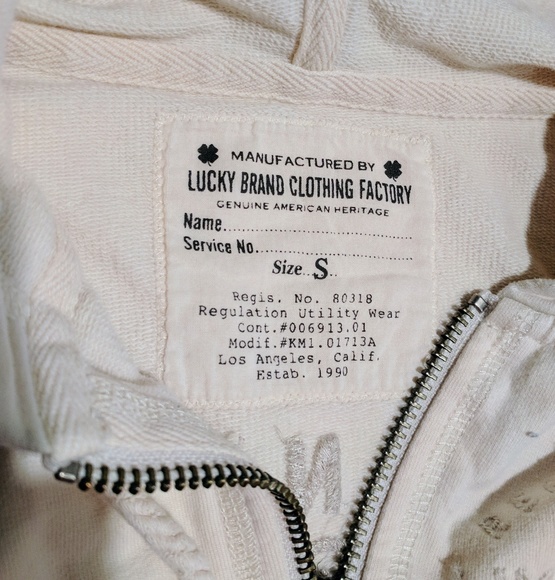 MANUFACTURED BY
LUCKY BRAND CLOTHING FACTORY
GENUINE AMERICAN HERITAGE
Name..............................
Service No........................
Size..S..
Regis. No. 80318
Regulation Utility Wear
Cont.#006913.01
Modif.#KM1.01713A
Los Angeles, Calif.
Estab. 1990
N